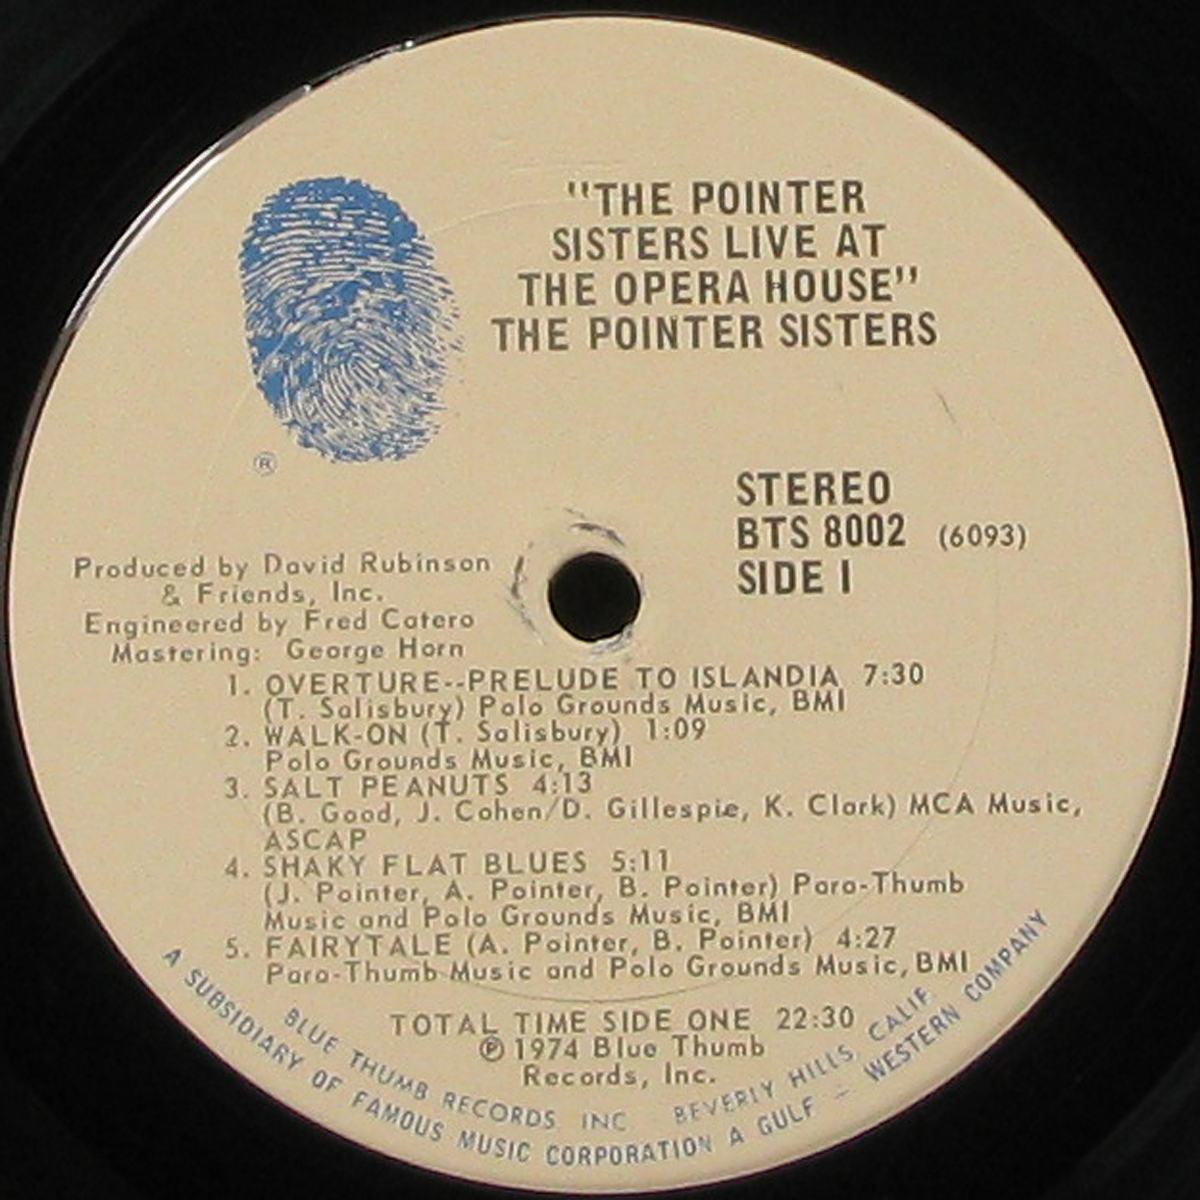 "THE POINTER
SISTERS LIVE AT
THE OPERA HOUSE"
THE POINTER SISTERS
®
STEREO
BTS 8002 (6093)
SIDE I
Produced by David Rubinson
& Friends, Inc.
Engineered by Fred Catero
Mastering: George Horn
1. OVERTURE--PRELUDE TO ISLANDIA 7:30
(T. Salisbury) Polo Grounds Music, BMI
2. WALK-ON (T. Salisbury) 1:09
Polo Grounds Music, BMI
3. SALT PEANUTS 4:13
(B. Good, J. Cohen/D. Gillespie, K. Clark) MCA Music,
ASCAP
4. SHAKY FLAT BLUES 5:11
(J. Pointer, A. Pointer, B. Pointer) Para-Thumb
Music and Polo Grounds Music, BMI
5. FAIRYTALE (A. Pointer, B. Pointer) 4:27
Para-Thumb Music and Polo Grounds Music, BMI
TOTAL TIME SIDE ONE 22:30
℗ 1974 Blue Thumb
Records, Inc.
BLUE THUMB RECORDS INC BEVERLY HILLS, CALIF
A SUBSIDIARY OF FAMOUS MUSIC CORPORATION A GULF + WESTERN COMPANY